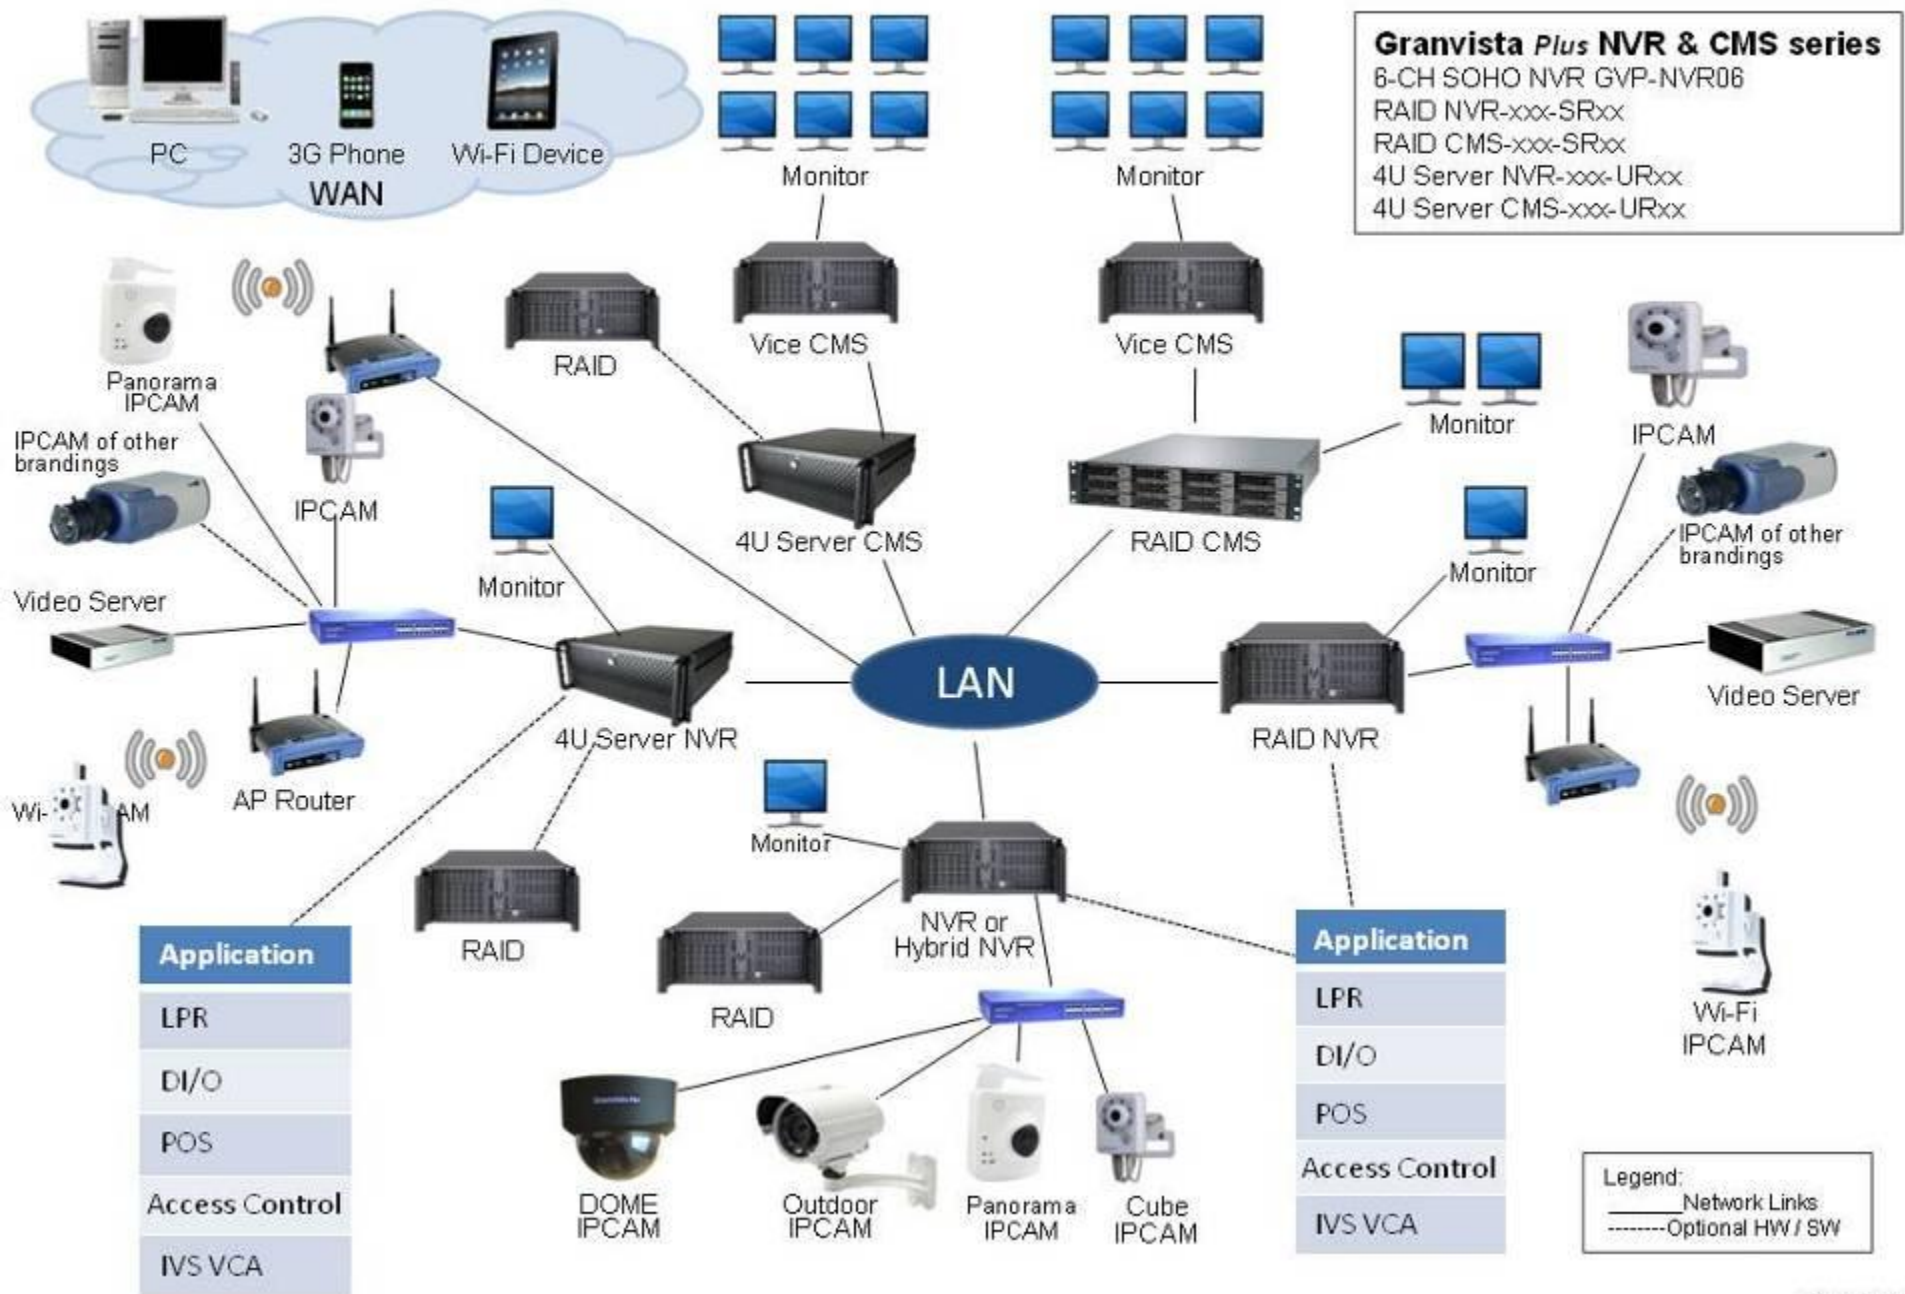 Granvista Plus NVR & CMS series
6-CH SOHO NVR GVP-NVR06
RAID NVR-xxx-SRxx
RAID CMS-xxx-SRxx
4U Server NVR-xxx-URxx
4U Server CMS-xxx-URxx
PC
3G Phone
Wi-Fi Device
WAN
Monitor
Monitor
Vice CMS
Vice CMS
RAID
Panorama
IPCAM
IPCAM of other
brandings
IPCAM
Monitor
4U Server CMS
RAID CMS
Monitor
IPCAM
IPCAM of other
brandings
Monitor
Video Server
LAN
Video Server
4U Server NVR
RAID NVR
AP Router
Wi-
AM
Monitor
RAID
RAID
NVR or
Hybrid NVR
Wi-Fi
IPCAM
Application
LPR
DI/O
POS
Access Control
IVS VCA
DOME
IPCAM
Outdoor
IPCAM
Panorama
IPCAM
Cube
IPCAM
Application
LPR
DI/O
POS
Access Control
IVS VCA
Legend:
Network Links
Optional HW / SW